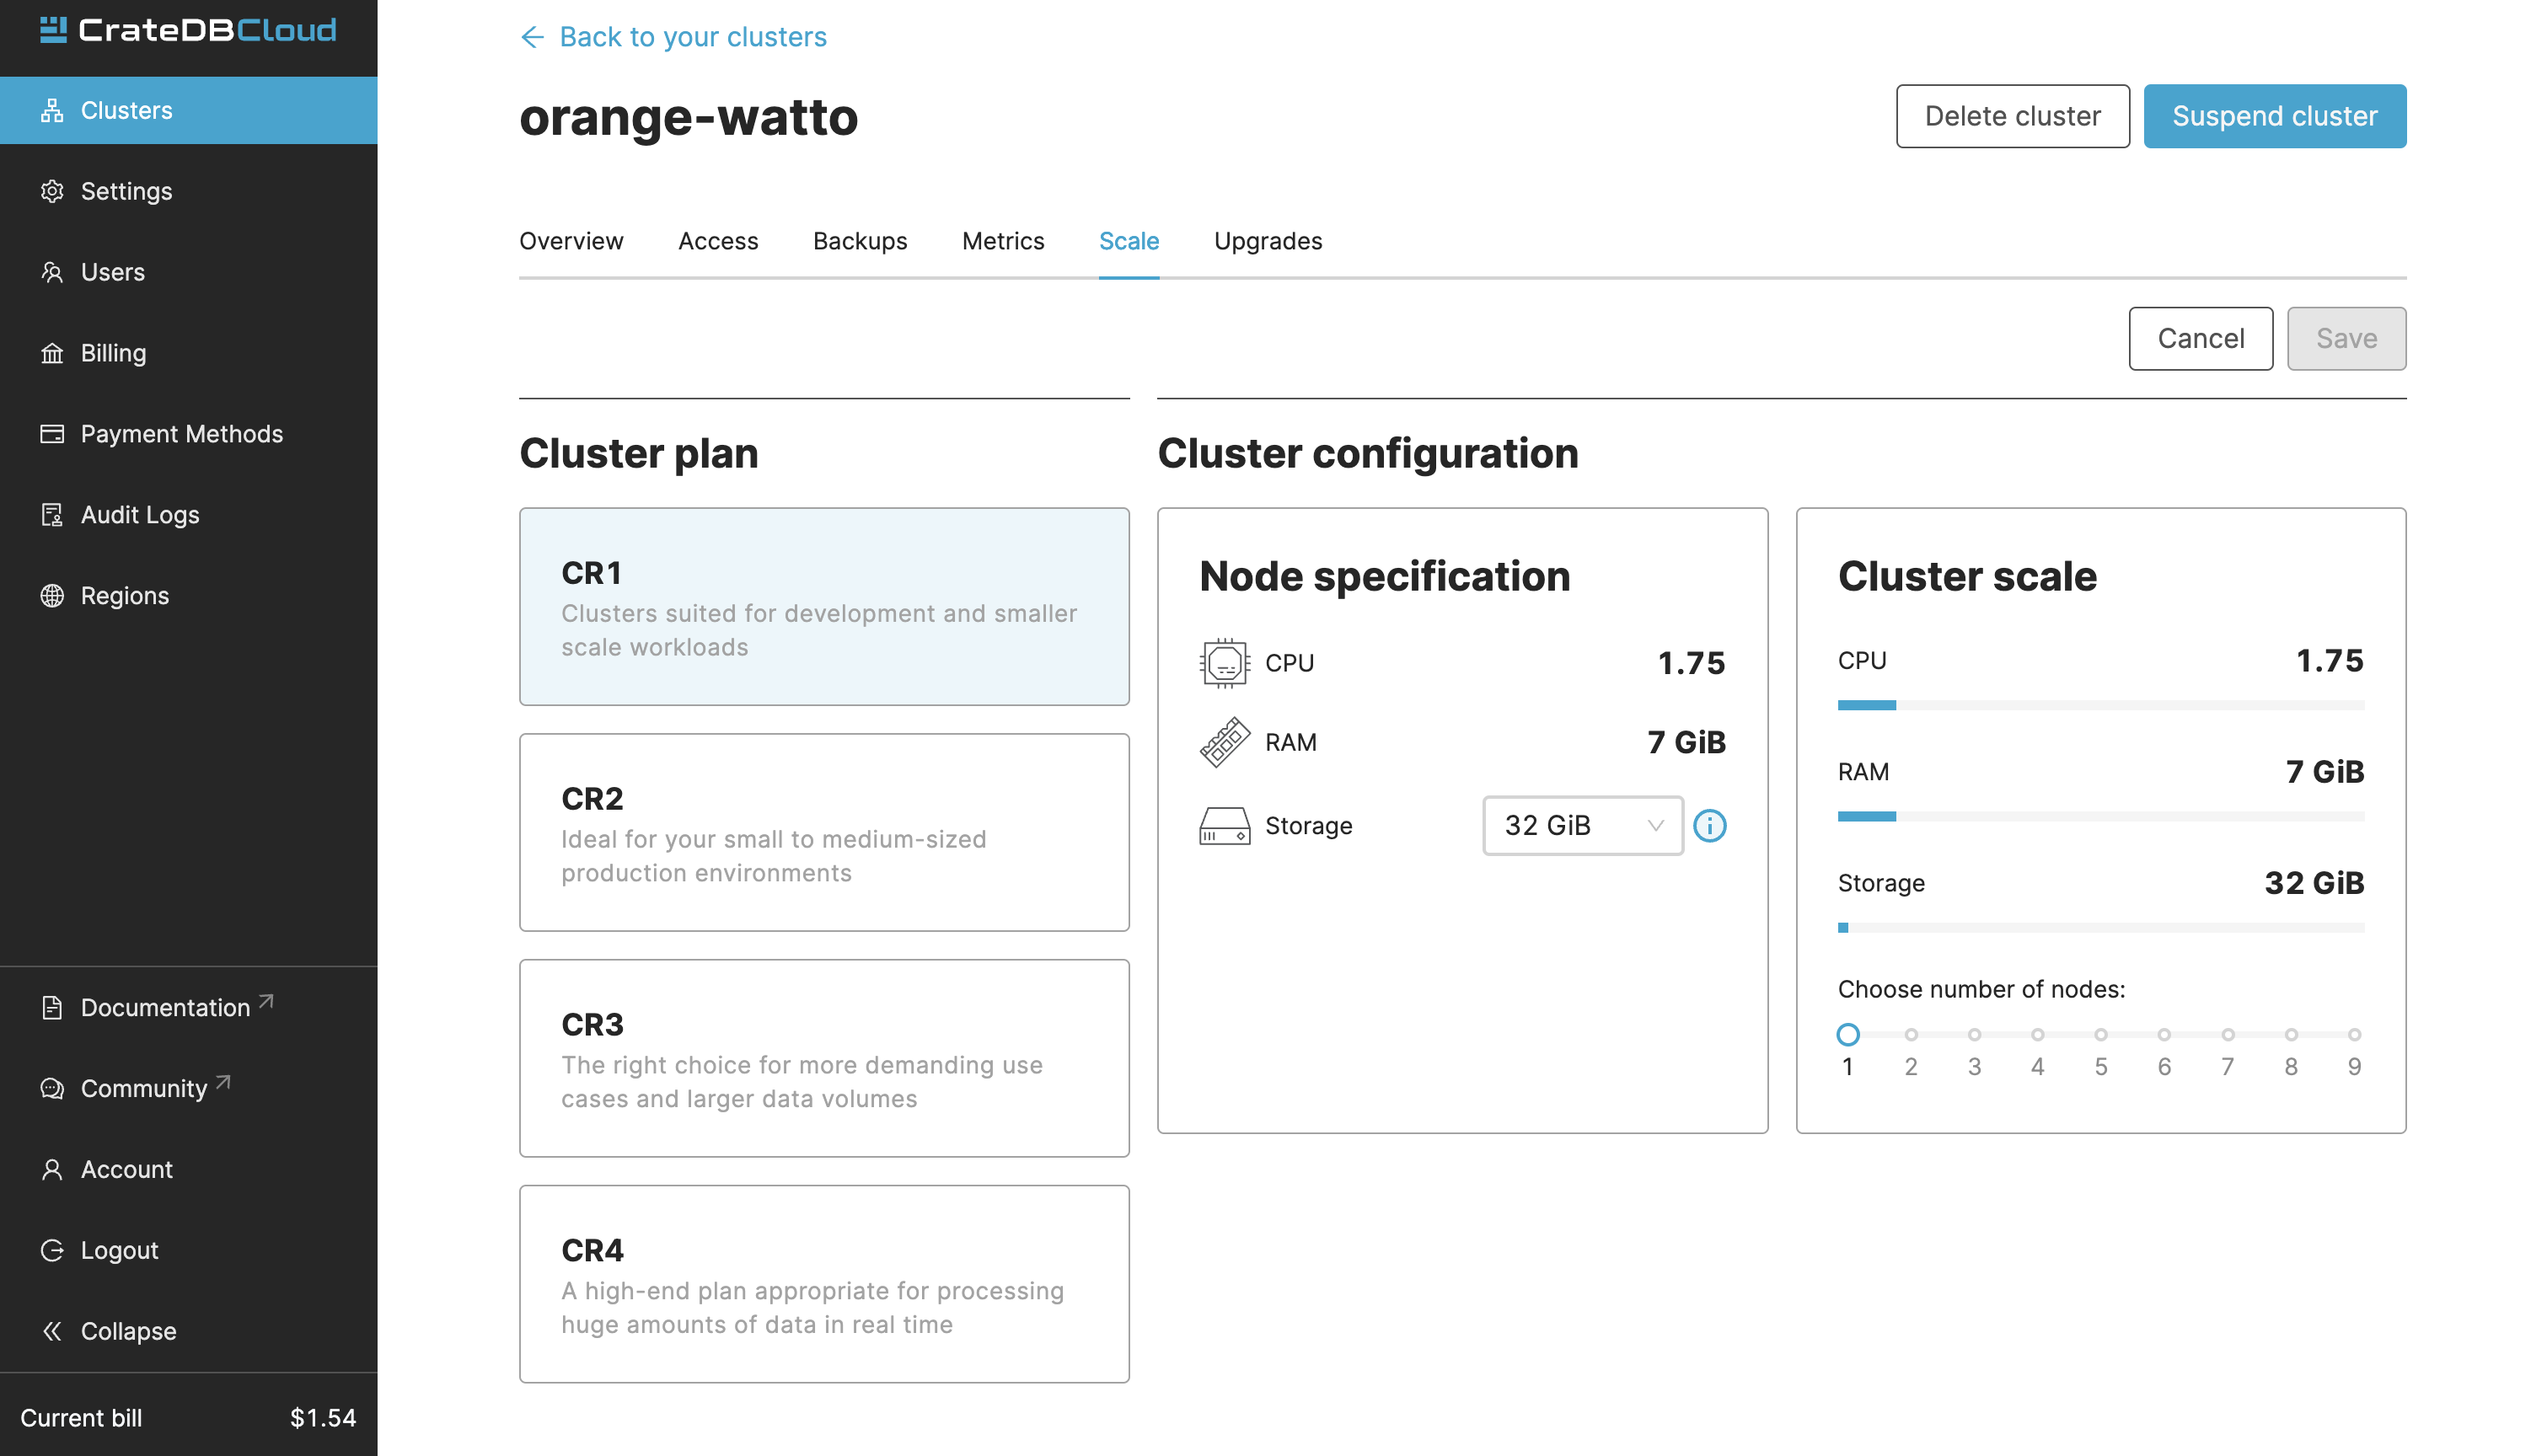 CrateDBCloud
Clusters
Settings
Users
Billing
Payment Methods
Audit Logs
Regions
Documentation
Community
Account
Logout
Collapse
Current bill $1.54
Back to your clusters
orange-watto
Delete cluster
Suspend cluster
Overview Access Backups Metrics Scale Upgrades
Cancel
Save
Cluster plan
CR1
Clusters suited for development and smaller
scale workloads
CR2
Ideal for your small to medium-sized
production environments
CR3
The right choice for more demanding use
cases and larger data volumes
CR4
A high-end plan appropriate for processing
huge amounts of data in real time
Cluster configuration
Node specification
CPU 1.75
RAM 7 GiB
Storage 32 GiB
Cluster scale
CPU 1.75
RAM 7 GiB
Storage 32 GiB
Choose number of nodes:
1 2 3 4 5 6 7 8 9